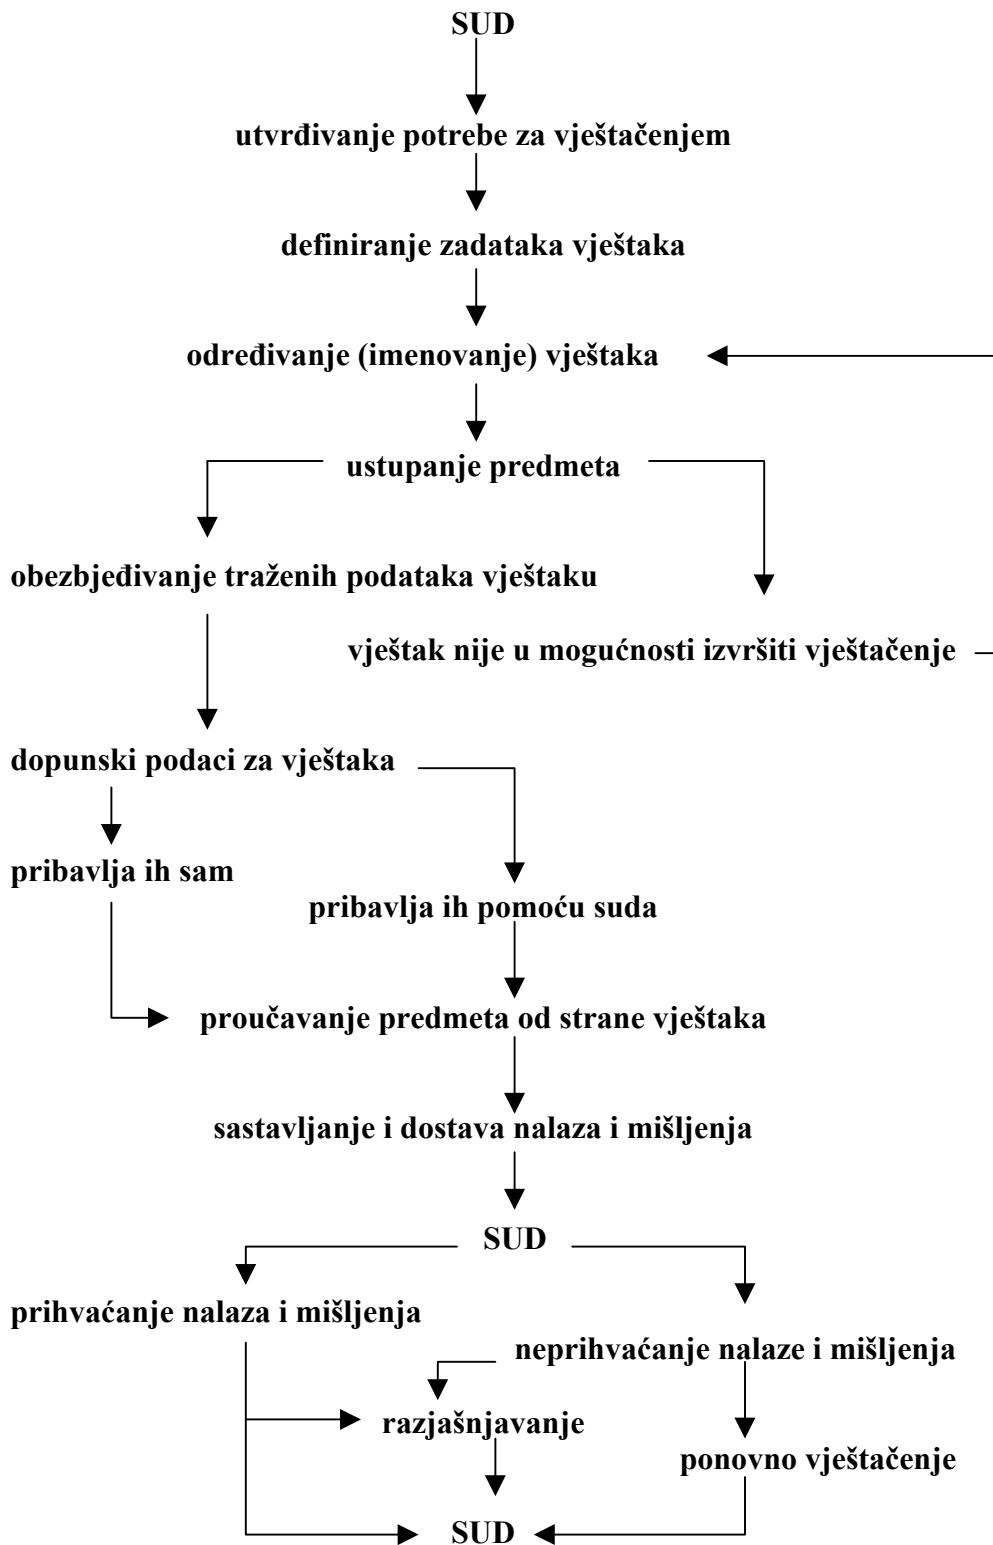 SUD
utvrđivanje potrebe za vještačenjem
definiranje zadataka vještaka
određivanje (imenovanje) vještaka
ustupanje predmeta
obezbjeđivanje traženih podataka vještaku
vještak nije u mogućnosti izvršiti vještačenje
dopunski podaci za vještaka
pribavlja ih sam
pribavlja ih pomoću suda
proučavanje predmeta od strane vještaka
sastavljanje i dostava nalaza i mišljenja
SUD
prihvaćanje nalaza i mišljenja
neprihvaćanje nalaze i mišljenja
razjašnjavanje
ponovno vještačenje
SUD